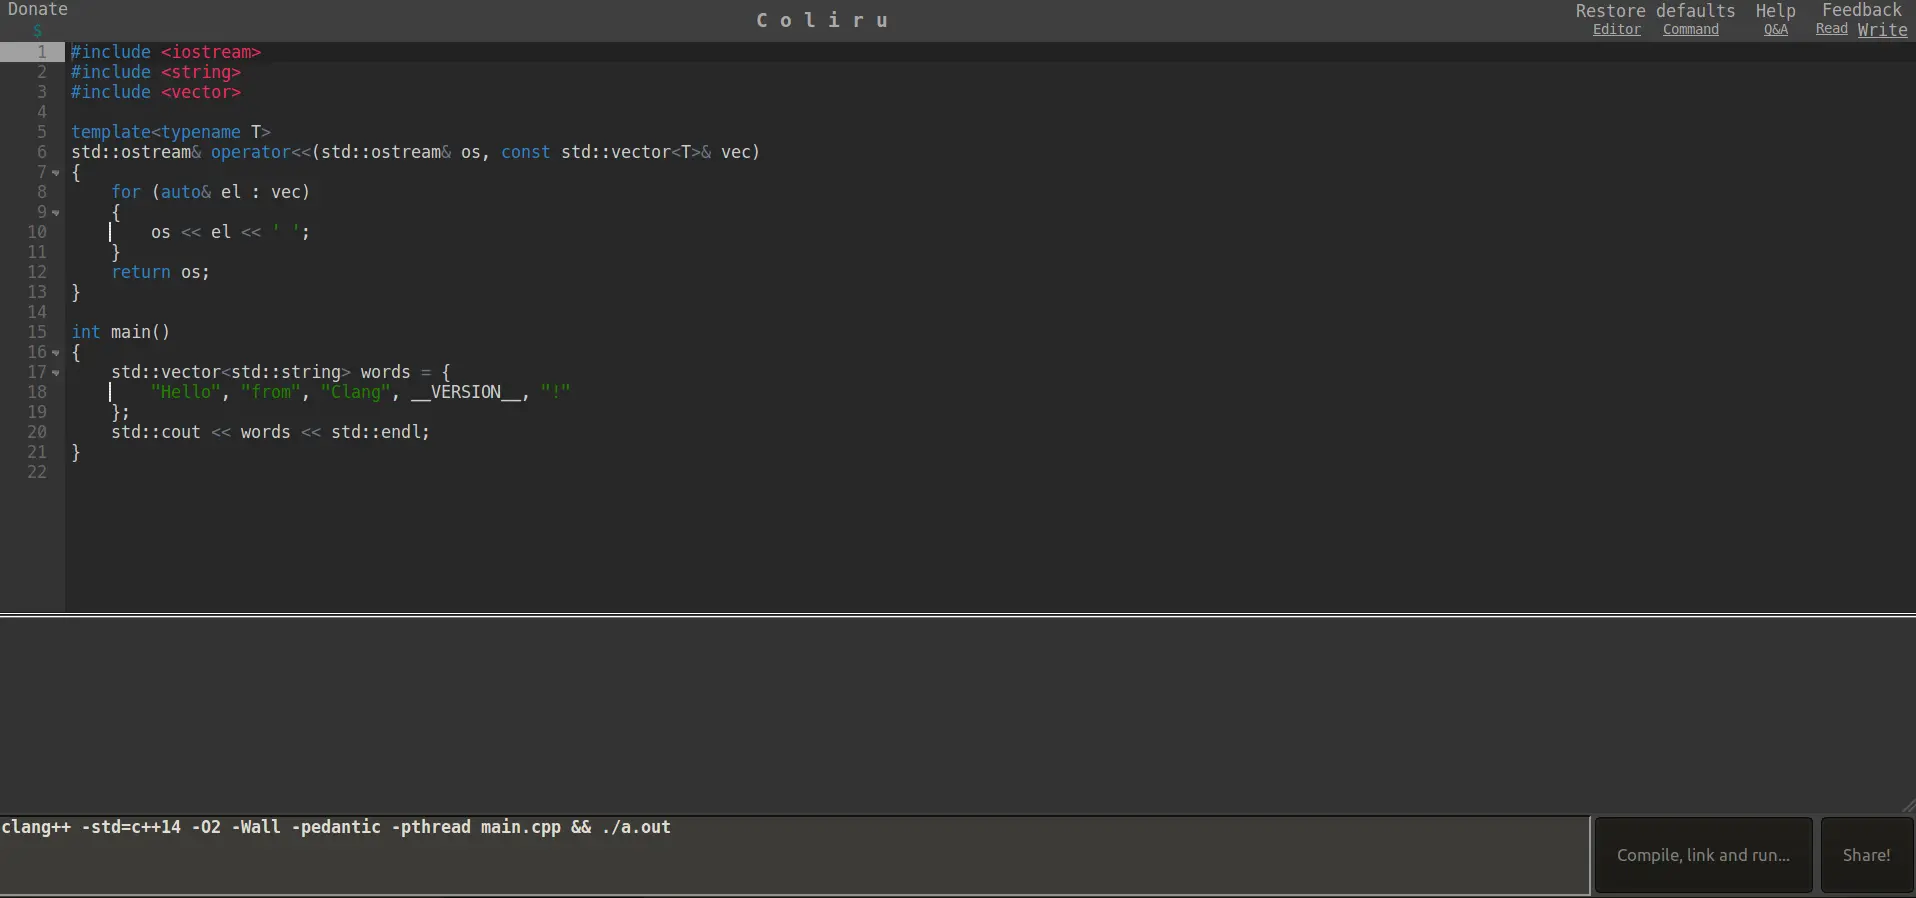 Donate
$
C o l i r u
Restore defaults
Editor Command
Help
Q&A
Feedback
Read Write
1 #include <iostream>
2 #include <string>
3 #include <vector>
4
5 template<typename T>
6 std::ostream& operator<<(std::ostream& os, const std::vector<T>& vec)
7 {
8     for (auto& el : vec)
9     {
10         os << el << ' ';
11     }
12     return os;
13 }
14
15 int main()
16 {
17     std::vector<std::string> words = {
18         "Hello", "from", "Clang", __VERSION__, "!"
19     };
20     std::cout << words << std::endl;
21 }
22
clang++ -std=c++14 -O2 -Wall -pedantic -pthread main.cpp && ./a.out
Compile, link and run...
Share!